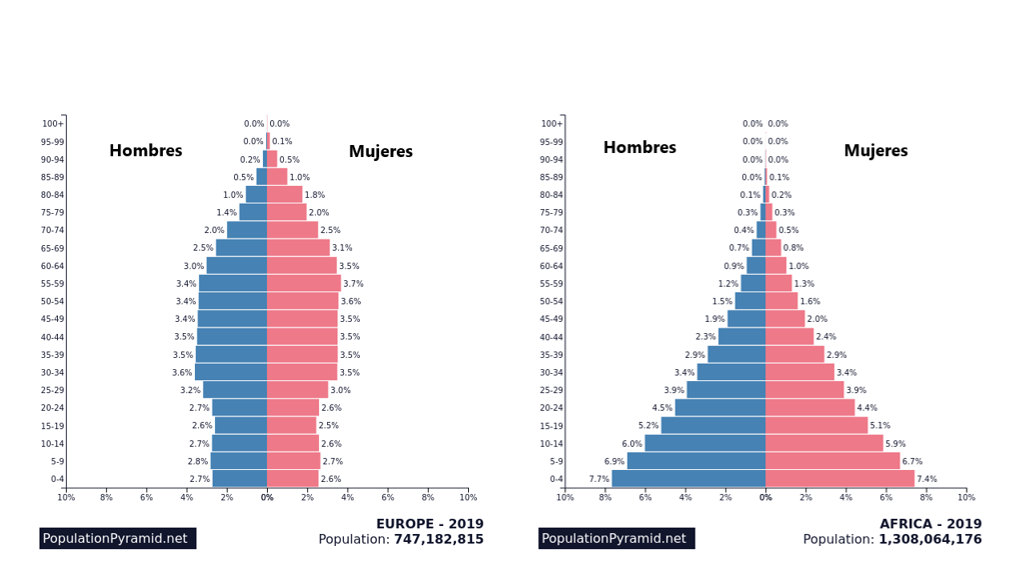 100+ 0.0% 0.0%
95-99 0.0% 0.1%
Hombres Mujeres
90-94 0.2% 0.5%
85-89 0.5% 1.0%
80-84 1.0% 1.8%
75-79 1.4% 2.0%
70-74 2.0% 2.5%
65-69 2.5% 3.1%
60-64 3.0% 3.5%
55-59 3.4% 3.7%
50-54 3.4% 3.6%
45-49 3.4% 3.5%
40-44 3.5% 3.5%
35-39 3.5% 3.5%
30-34 3.6% 3.5%
25-29 3.2% 3.0%
20-24 2.7% 2.6%
15-19 2.6% 2.5%
10-14 2.7% 2.6%
5-9 2.8% 2.7%
0-4 2.7% 2.6%
10% 8% 6% 4% 2% 0% 2% 4% 6% 8% 10%
EUROPE - 2019
PopulationPyramid.net
Population: 747,182,815
100+ 0.0% 0.0%
95-99 0.0% 0.0%
Hombres Mujeres
90-94 0.0% 0.0%
85-89 0.0% 0.1%
80-84 0.1% 0.2%
75-79 0.3% 0.3%
70-74 0.4% 0.5%
65-69 0.7% 0.8%
60-64 0.9% 1.0%
55-59 1.2% 1.3%
50-54 1.5% 1.6%
45-49 1.9% 2.0%
40-44 2.3% 2.4%
35-39 2.9% 2.9%
30-34 3.4% 3.4%
25-29 3.9% 3.9%
20-24 4.5% 4.4%
15-19 5.2% 5.1%
10-14 6.0% 5.9%
5-9 6.9% 6.7%
0-4 7.7% 7.4%
10% 8% 6% 4% 2% 0% 2% 4% 6% 8% 10%
AFRICA - 2019
PopulationPyramid.net
Population: 1,308,064,176